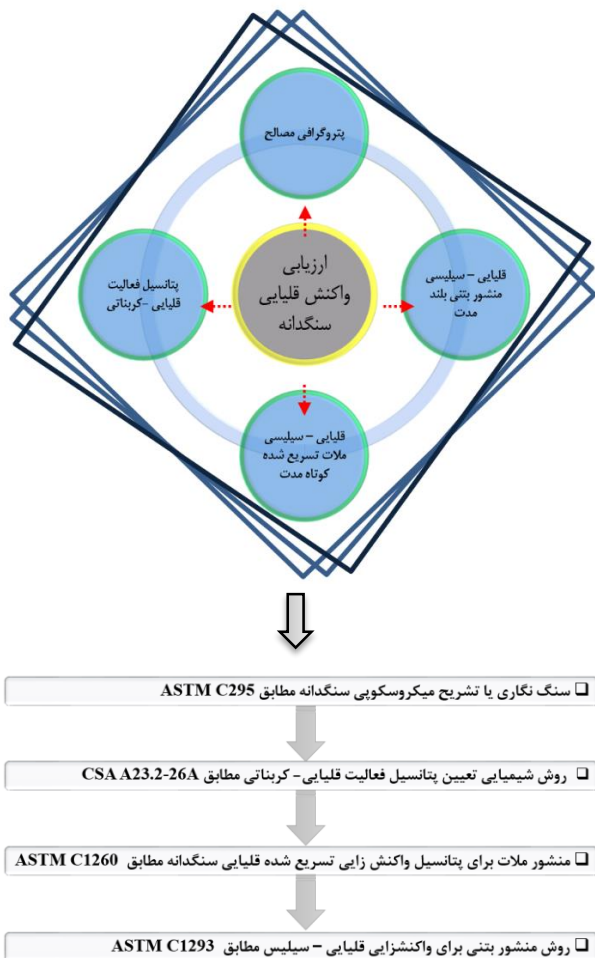 پتروگرافی مصالح
ارزیابی
واکنش قلیایی
سنگدانه
قلیایی – سیلیسی
منشور بتنی بلند
مدت
پتانسیل فعالیت
قلیایی -کربناتی
قلیایی – سیلیسی
ملات تسریع شده
کوتاه مدت
❑ سنگ نگاری یا تشریح میکروسکوپی سنگدانه مطابق ASTM C295
❑ روش شیمیایی تعیین پتانسیل فعالیت قلیایی- کربناتی مطابق CSA A23.2-26A
❑ منشور ملات برای پتانسیل واکنش زایی تسریع شده قلیایی سنگدانه مطابق ASTM C1260
❑ روش منشور بتنی برای واکنشزایی قلیایی – سیلیس مطابق ASTM C1293